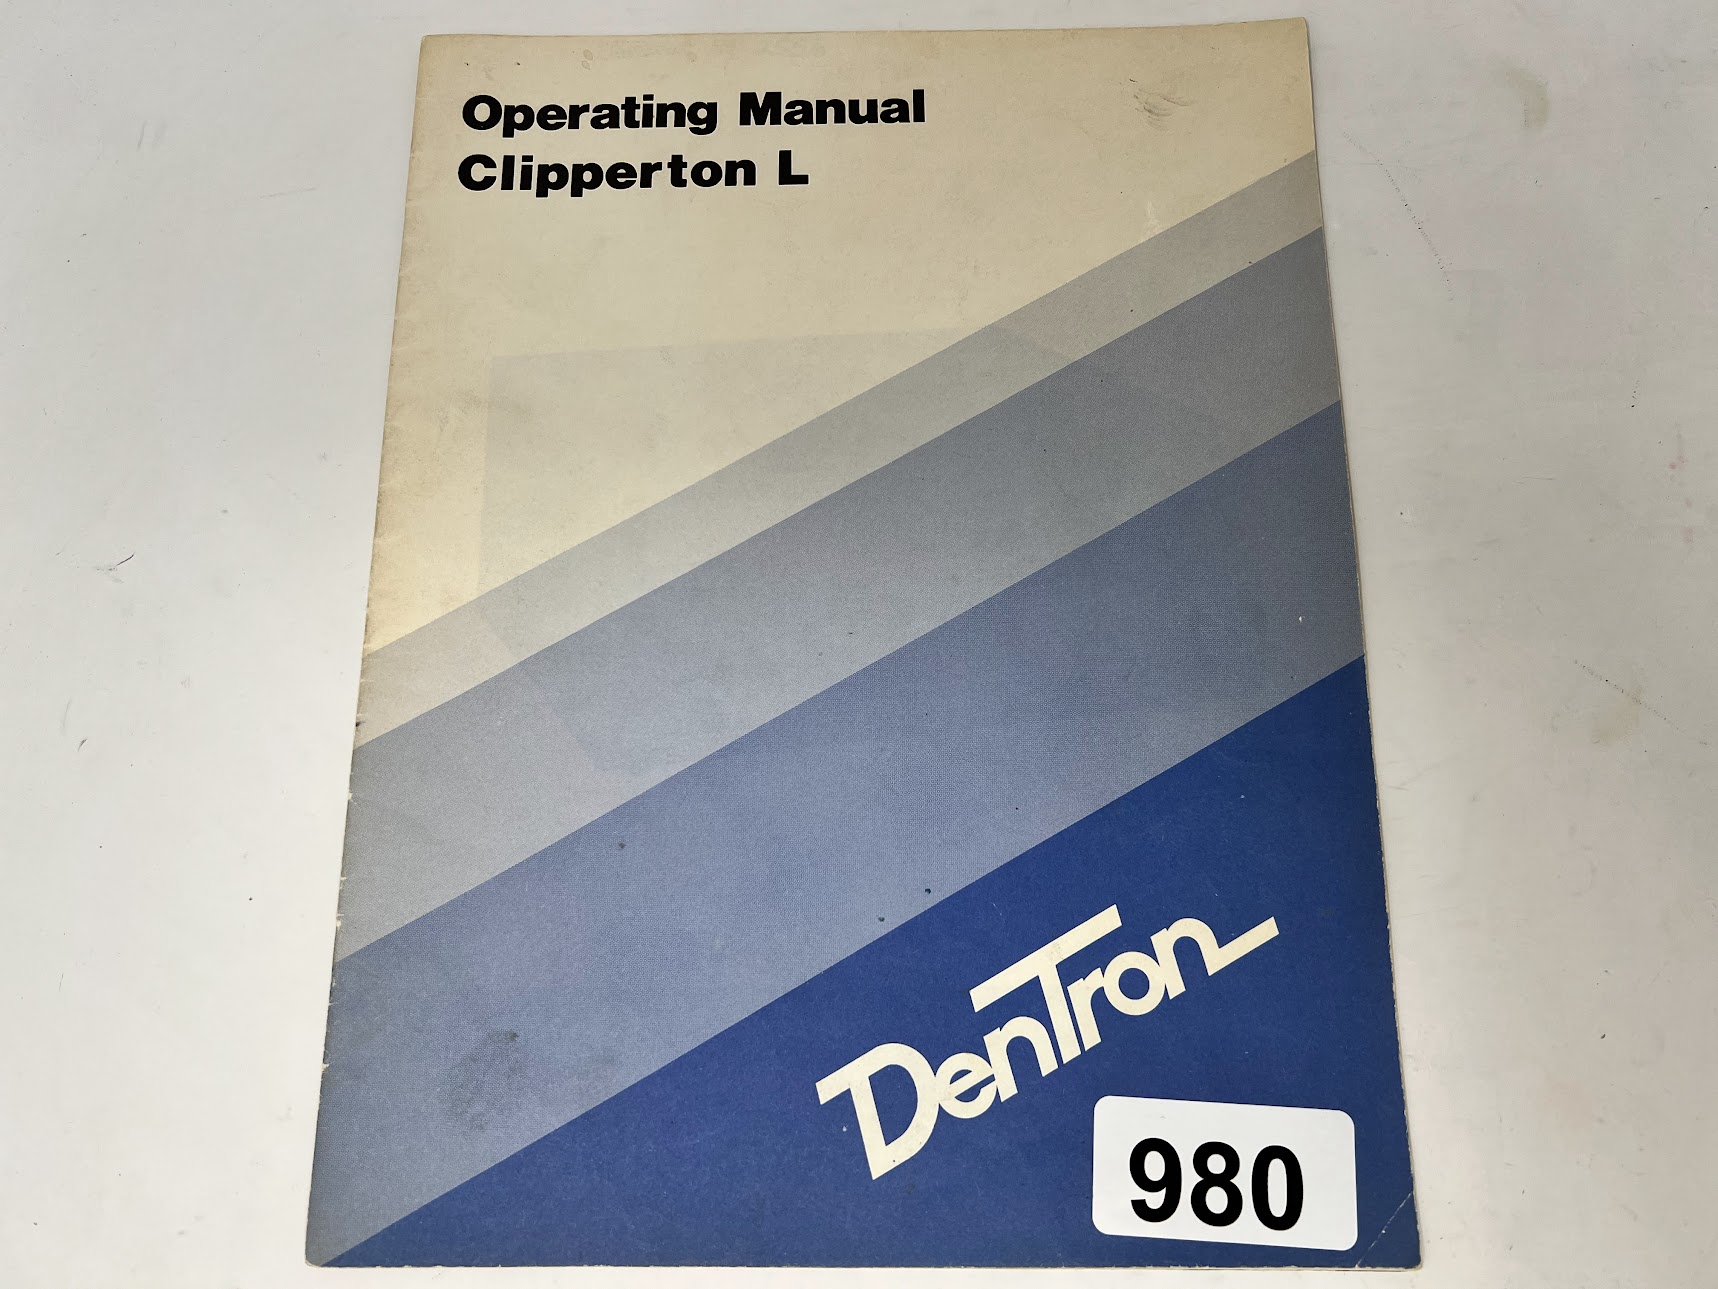 Operating Manual
Clipperton L
DenTron
980